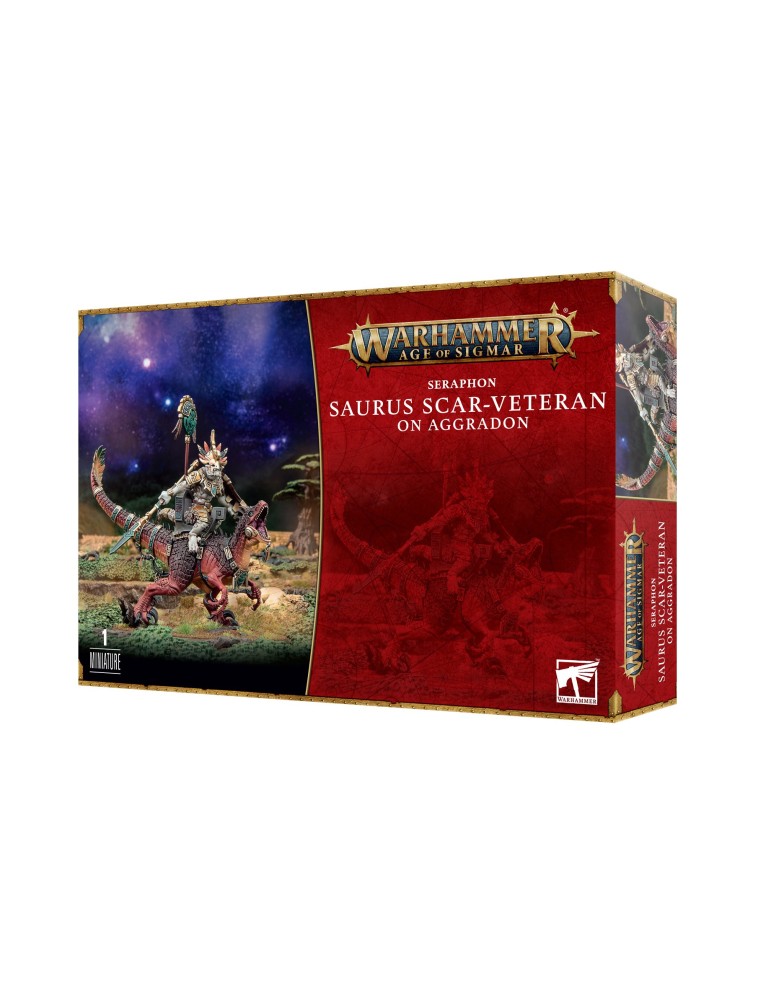 WARHAMMER®
AGE OF SIGMAR
SERAPHON
SAURUS SCAR-VETERAN
ON AGGRADON
1
MINIATURE
WARHAMMER
WARHAMMER
AGE OF SIGMAR
SERAPHON
SAURUS SCAR-VETERAN
ON AGGRADON